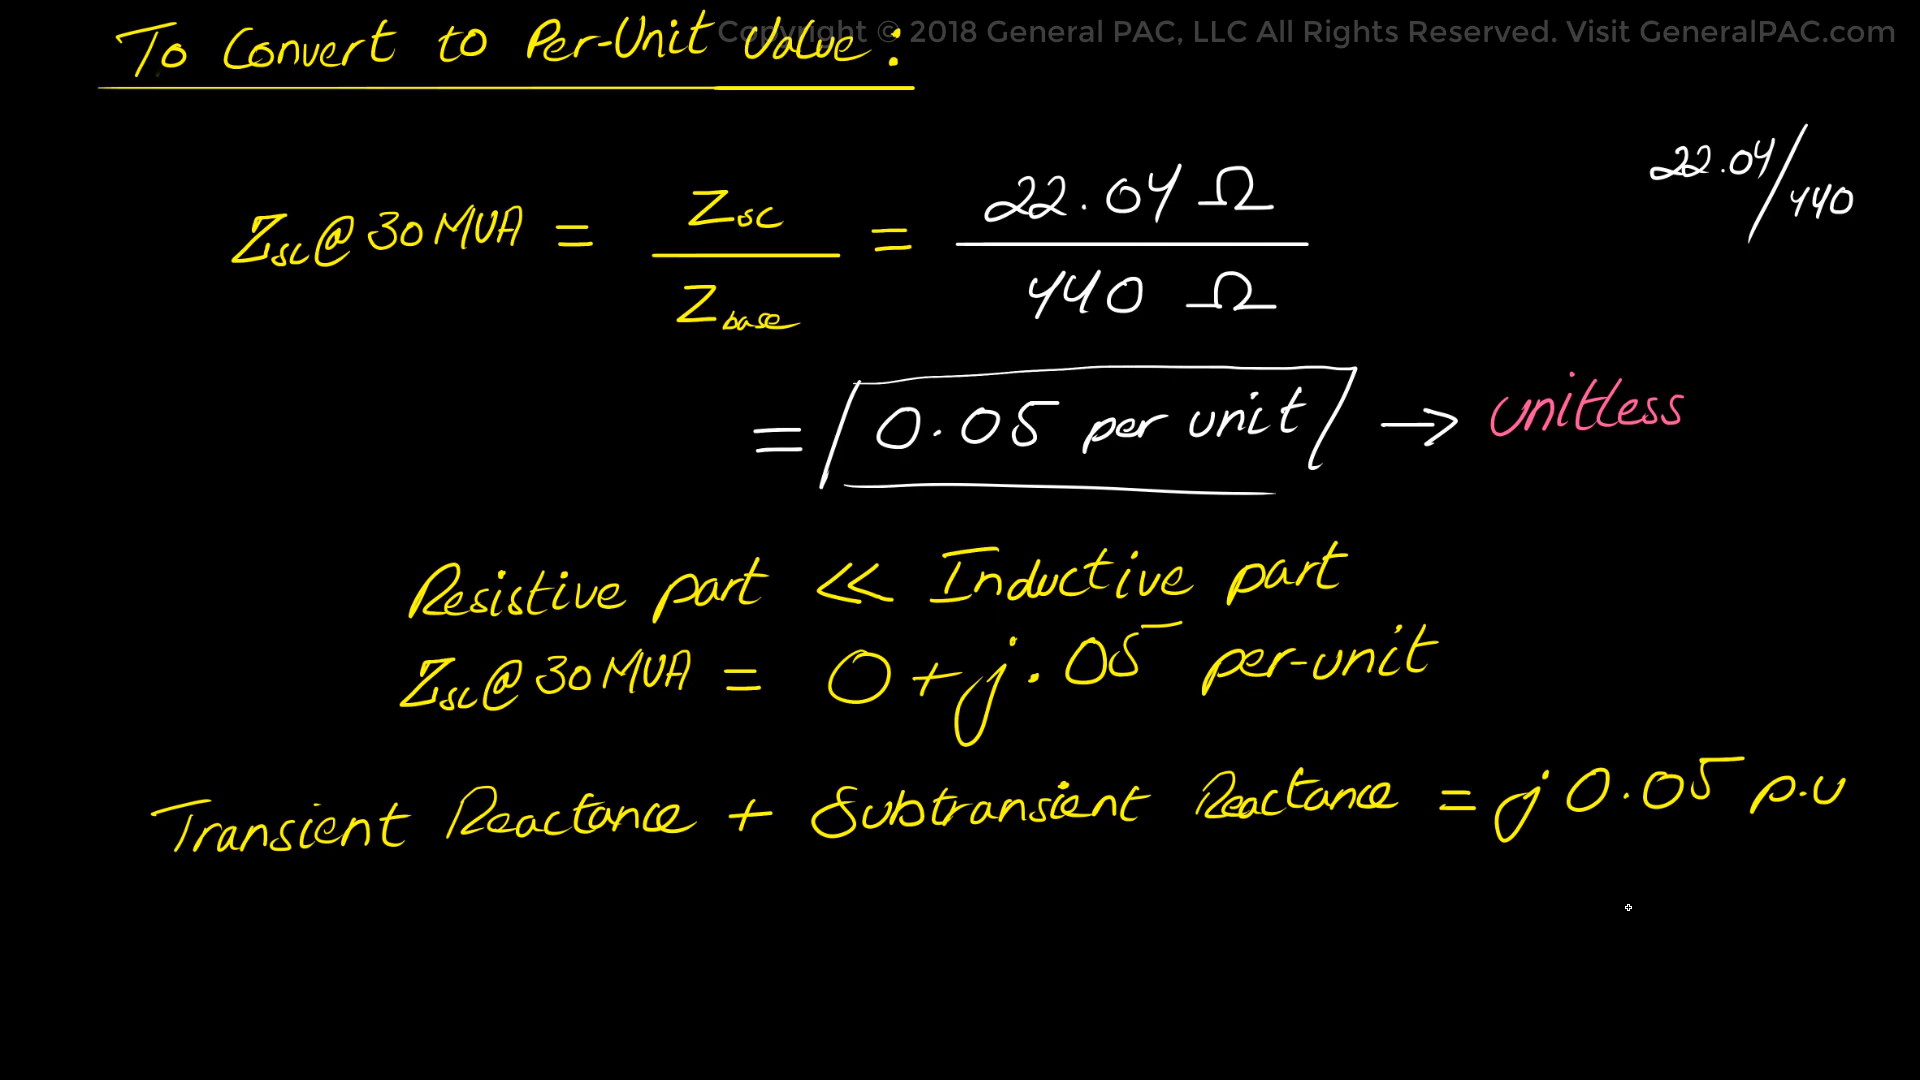 Copyright © 2018 General PAC, LLC All Rights Reserved. Visit GeneralPAC.com
To Convert to Per-Unit Value:
22.04/440
Zsc@30MVA = Zsc / Zbase = 22.04 Ω / 440 Ω
= 0.05 per unit → unitless
Resistive part << Inductive part
Zsc@30MVA = 0+j.05 per-unit
Transient Reactance + Subtransient Reactance = j0.05 p.u